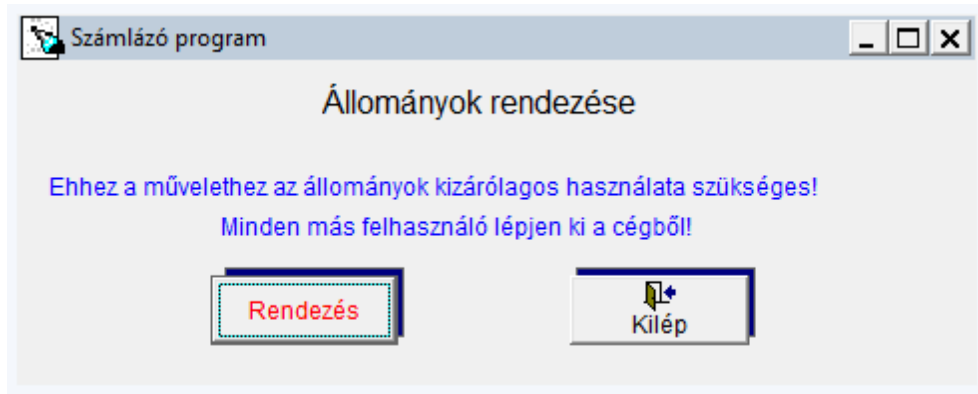 Számlázó program
Állományok rendezése
Ehhez a művelethez az állományok kizárólagos használata szükséges!
Minden más felhasználó lépjen ki a cégből!
Rendezés
Kilép